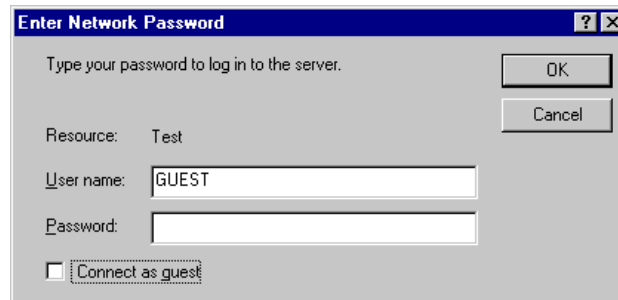 Enter Network Password
Type your password to log in to the server.
OK
Cancel
Resource: Test
User name: GUEST
Password:
Connect as guest